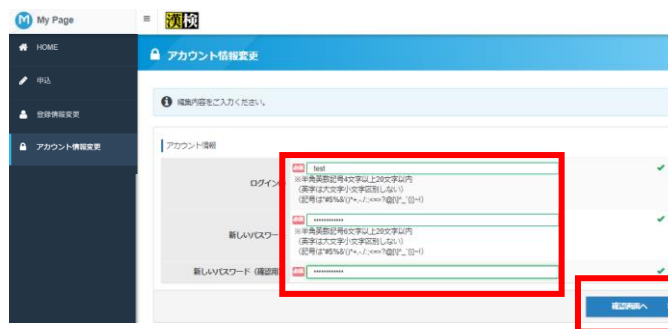 My Page
漢検
HOME
アカウント情報変更
申込
編集内容をご入力ください。
登録情報変更
アカウント情報変更
アカウント情報
必須
test
ログイン
※半角英数記号4文字以上20文字以内
(英字は大文字小文字区別しない)
必須
新しいパスワー
※半角英数記号6文字以上20文字以内
(英字は大文字小文字区別しない)
新しいパスワード（確認用
必須
確認画面へ